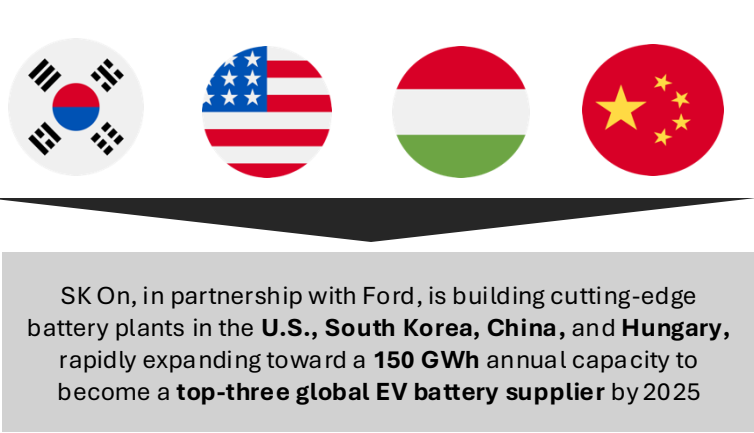 SK On, in partnership with Ford, is building cutting-edge
battery plants in the U.S., South Korea, China, and Hungary,
rapidly expanding toward a 150 GWh annual capacity to
become a top-three global EV battery supplier by 2025